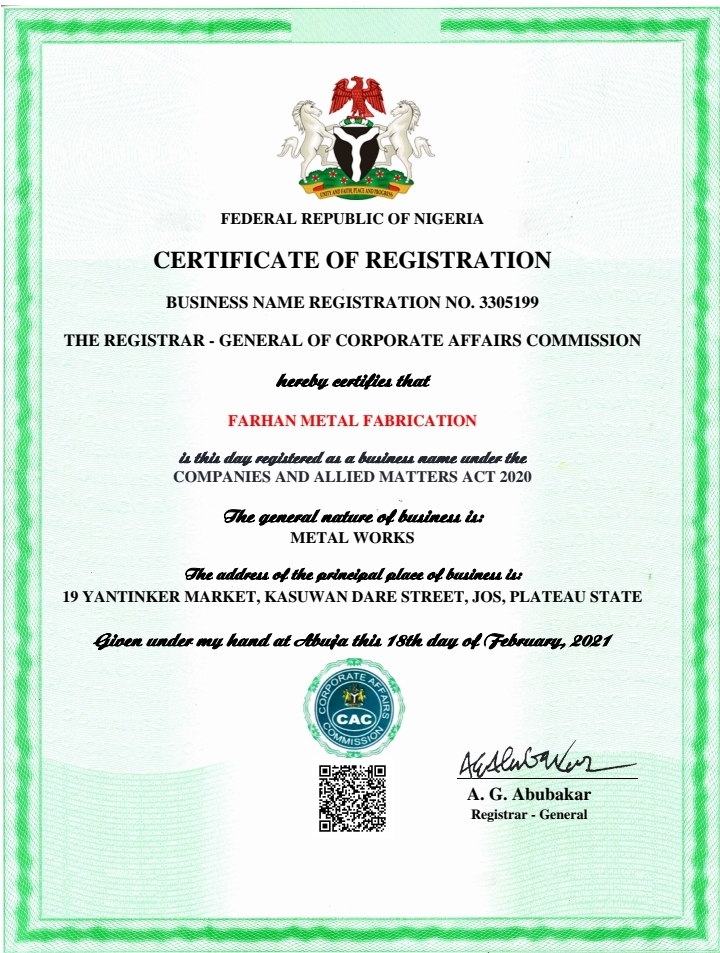 UNITY AND FAITH, PEACE AND PROGRESS
FEDERAL REPUBLIC OF NIGERIA
CERTIFICATE OF REGISTRATION
BUSINESS NAME REGISTRATION NO. 3305199
THE REGISTRAR - GENERAL OF CORPORATE AFFAIRS COMMISSION
hereby certifies that
FARHAN METAL FABRICATION
is this day registered as a business name under the
COMPANIES AND ALLIED MATTERS ACT 2020
The general nature of business is:
METAL WORKS
The address of the principal place of business is:
19 YANTINKER MARKET, KASUWAN DARE STREET, JOS, PLATEAU STATE
Given under my hand at Abuja this 18th day of February, 2021
CORPORATE AFFAIRS
CAC
COMMISSION
AGAbubakar
A. G. Abubakar
Registrar - General